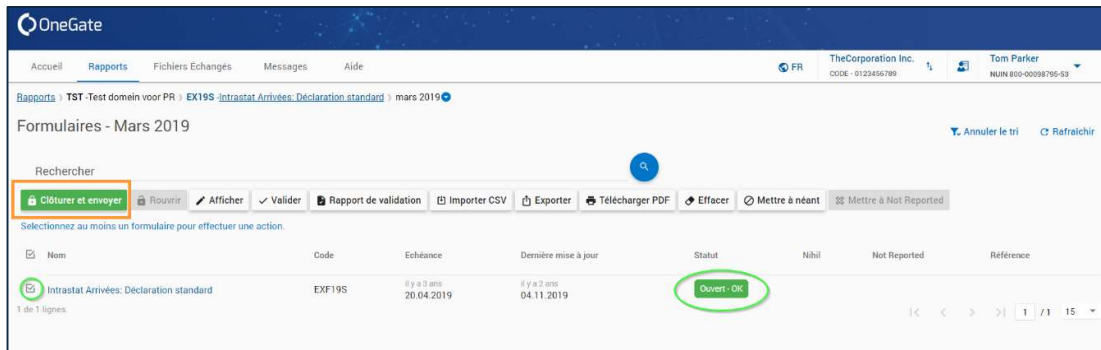 OneGate
Accueil Rapports Fichiers Echangés Messages Aide FR TheCorporation Inc. Tom Parker
CODE - 0123456789 NUIN 800-00098795-53
Rapports TST -Test domein voor PR EX19S -Intrastat Arrivées: Déclaration standard mars 2019
Formulaires - Mars 2019
Annuler le tri Rafraichir
Rechercher
Clôturer et envoyer Rouvrir Afficher Valider Rapport de validation Importer CSV Exporter Télécharger PDF Effacer Mettre à néant Mettre à Not Reported
Selectionnez au moins un formulaire pour effectuer une action.
Nom Code Echéance Dernière mise à jour Statut Nihil Not Reported Référence
Intrastat Arrivées: Déclaration standard EXF19S il y a 3 ans 20.04.2019 il y a 2 ans 04.11.2019 Ouvert - OK
1 de 1 lignes. 1 / 1 15